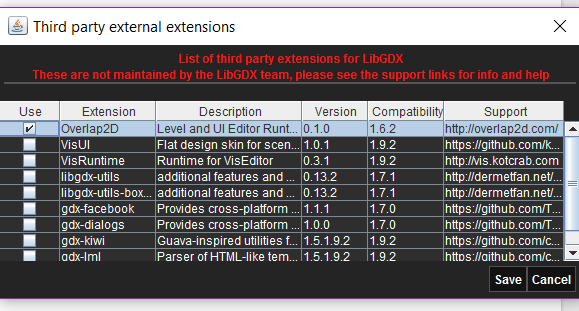 Third party external extensions
List of third party extensions for LibGDX
These are not maintained by the LibGDX team, please see the support links for info and help
Use Extension Description Version Compatibility Support
Overlap2D Level and UI Editor Runt... 0.1.0 1.6.2 http://overlap2d.com/
VisUI Flat design skin for scen... 1.0.1 1.9.2 https://github.com/k...
VisRuntime Runtime for VisEditor 0.3.1 1.9.2 http://vis.kotcrab.com
libgdx-utils additional features and ... 0.13.2 1.7.1 http://dermetfan.net/...
libgdx-utils-box... additional features and ... 0.13.2 1.7.1 http://dermetfan.net/...
gdx-facebook Provides cross-platform ... 1.1.1 1.7.0 https://github.com/T...
gdx-dialogs Provides cross-platform ... 1.0.0 1.7.0 https://github.com/T...
gdx-kiwi Guava-inspired utilities f... 1.5.1.9.2 1.9.2 https://github.com/c...
gdx-lml Parser of HTML-like tem... 1.5.1.9.2 1.9.2 https://github.com/c...
Save Cancel